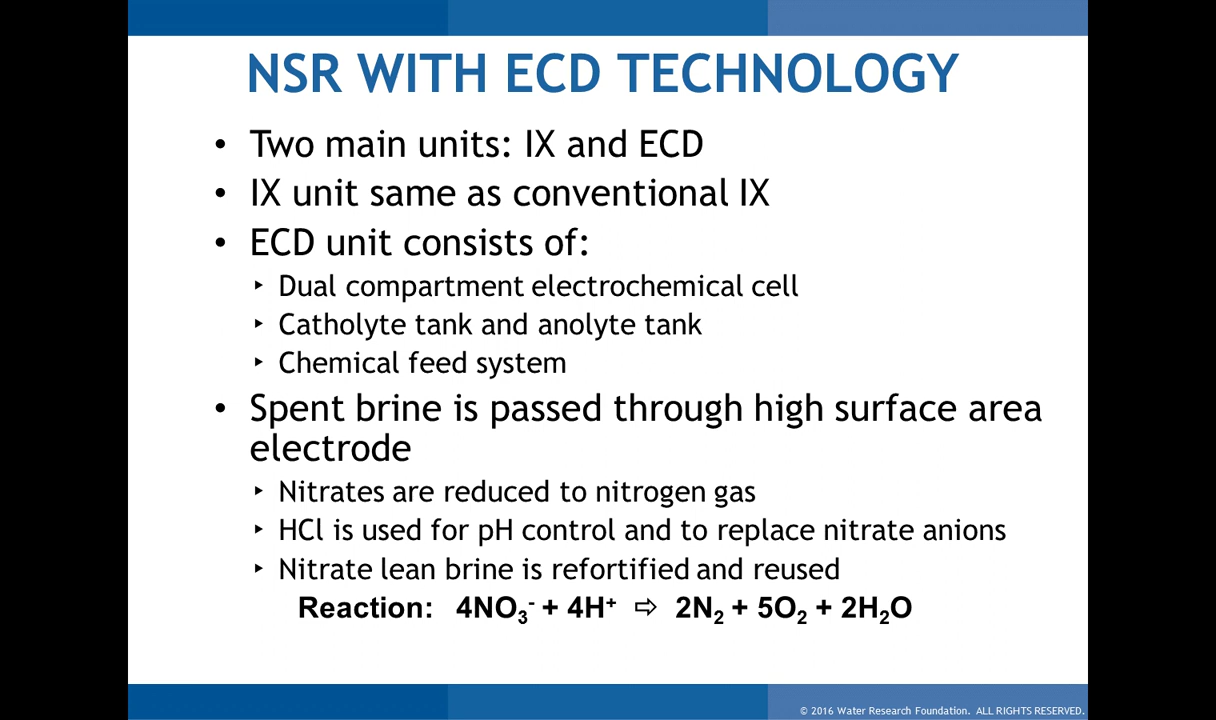 NSR WITH ECD TECHNOLOGY
• Two main units: IX and ECD
• IX unit same as conventional IX
• ECD unit consists of:
‣ Dual compartment electrochemical cell
‣ Catholyte tank and anolyte tank
‣ Chemical feed system
• Spent brine is passed through high surface area
electrode
‣ Nitrates are reduced to nitrogen gas
‣ HCl is used for pH control and to replace nitrate anions
‣ Nitrate lean brine is refortified and reused
Reaction: 4NO₃⁻ + 4H⁺ ⇨ 2N₂ + 5O₂ + 2H₂O
© 2016 Water Research Foundation. ALL RIGHTS RESERVED.